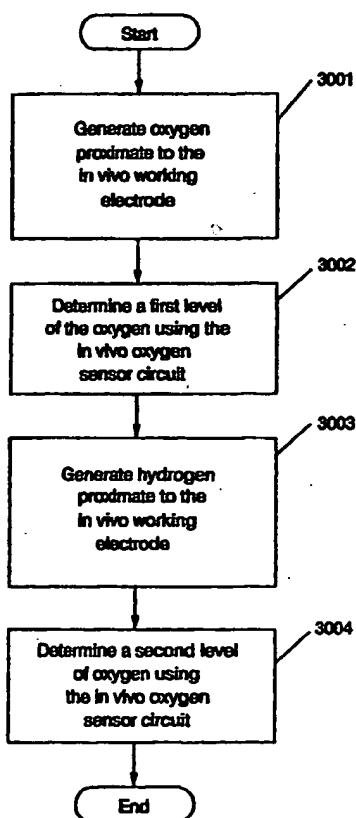 Start
3001
Generate oxygen
proximate to the
in vivo working
electrode
3002
Determine a first level
of the oxygen using the
in vivo oxygen
sensor circuit
3003
Generate hydrogen
proximate to the
in vivo working
electrode
3004
Determine a second level
of oxygen using
the in vivo oxygen
sensor circuit
End